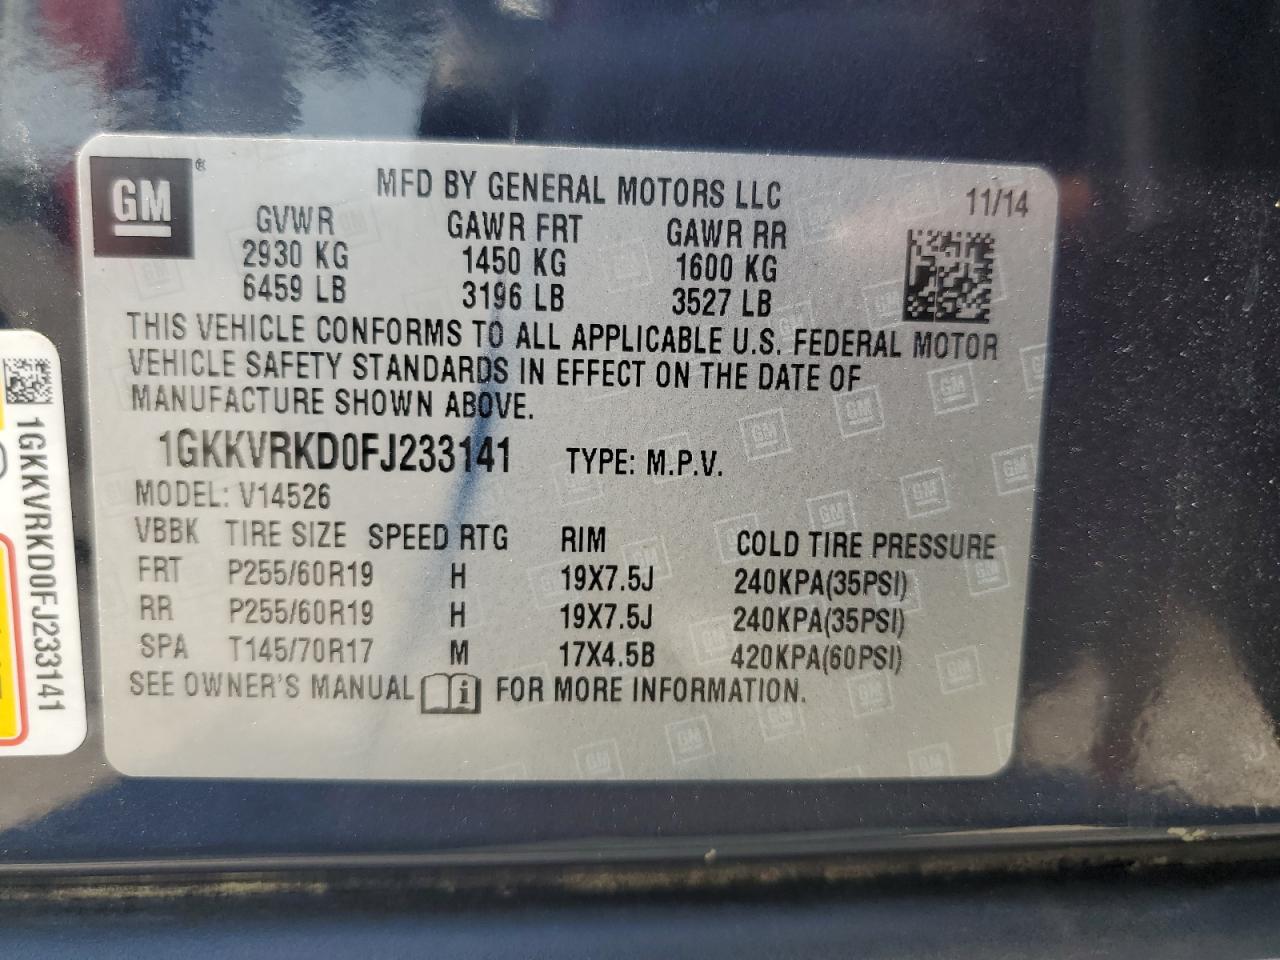 GM ®
MFD BY GENERAL MOTORS LLC 11/14
GVWR GAWR FRT GAWR RR
2930 KG 1450 KG 1600 KG
6459 LB 3196 LB 3527 LB
THIS VEHICLE CONFORMS TO ALL APPLICABLE U.S. FEDERAL MOTOR
VEHICLE SAFETY STANDARDS IN EFFECT ON THE DATE OF
MANUFACTURE SHOWN ABOVE.
1GKKVRKD0FJ233141 TYPE: M.P.V.
MODEL: V14526
VBBK TIRE SIZE SPEED RTG RIM COLD TIRE PRESSURE
FRT P255/60R19 H 19X7.5J 240KPA(35PSI)
RR P255/60R19 H 19X7.5J 240KPA(35PSI)
SPA T145/70R17 M 17X4.5B 420KPA(60PSI)
SEE OWNER'S MANUAL i FOR MORE INFORMATION.
1GKKVRKD0FJ233141